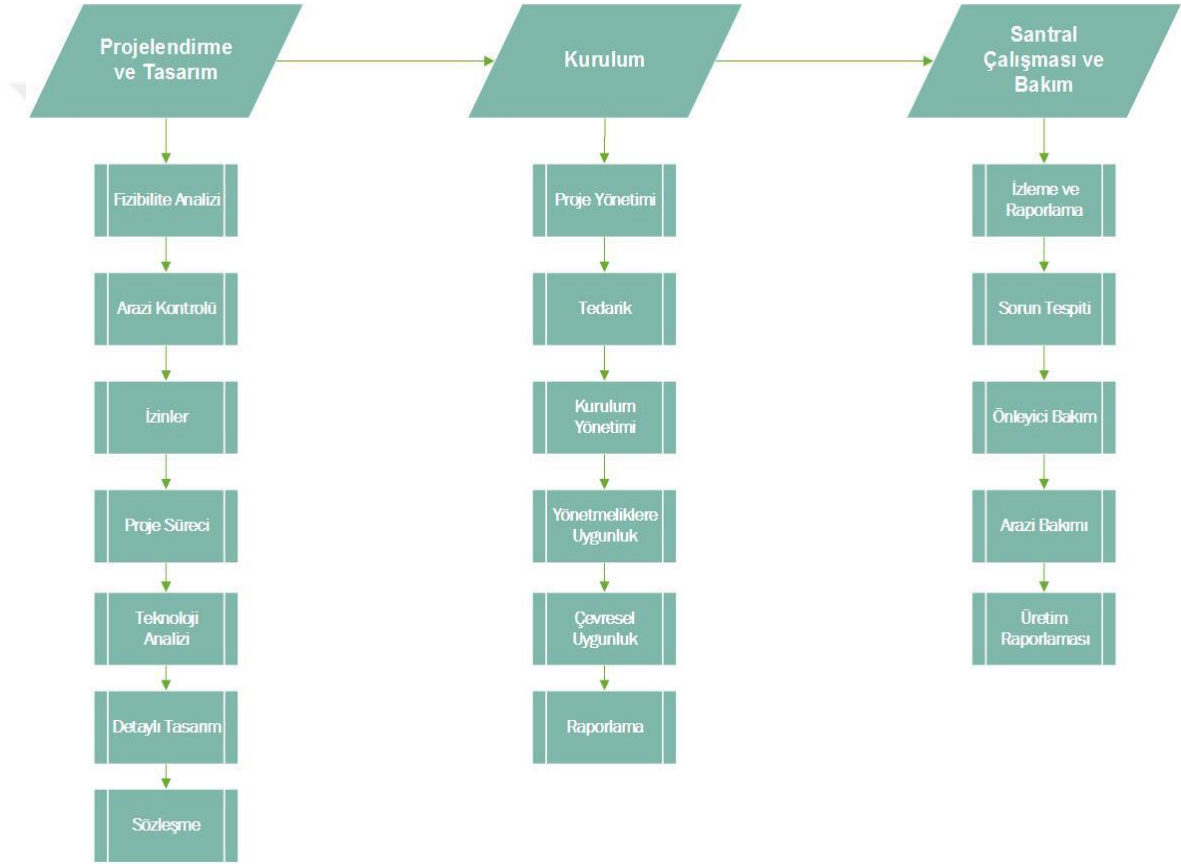 Projelendirme
ve Tasarım
Kurulum
Santral
Çalışması ve
Bakım
Fizibilite Analizi
Arazi Kontrolü
İzinler
Proje Süreci
Teknoloji
Analizi
Detaylı Tasarım
Sözleşme
Proje Yönetimi
Tedarik
Kurulum
Yönetimi
Yönetmeliklere
Uygunluk
Çevresel
Uygunluk
Raporlama
İzleme ve
Raporlama
Sorun Tespiti
Önleyici Bakım
Arazi Bakımı
Üretim
Raporlaması